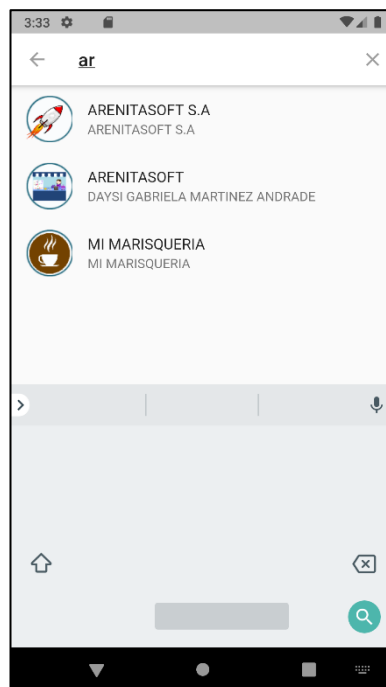 3:33
ar
ARENITASOFT S.A
ARENITASOFT S.A
ARENITASOFT
DAYSI GABRIELA MARTINEZ ANDRADE
MI MARISQUERIA
MI MARISQUERIA